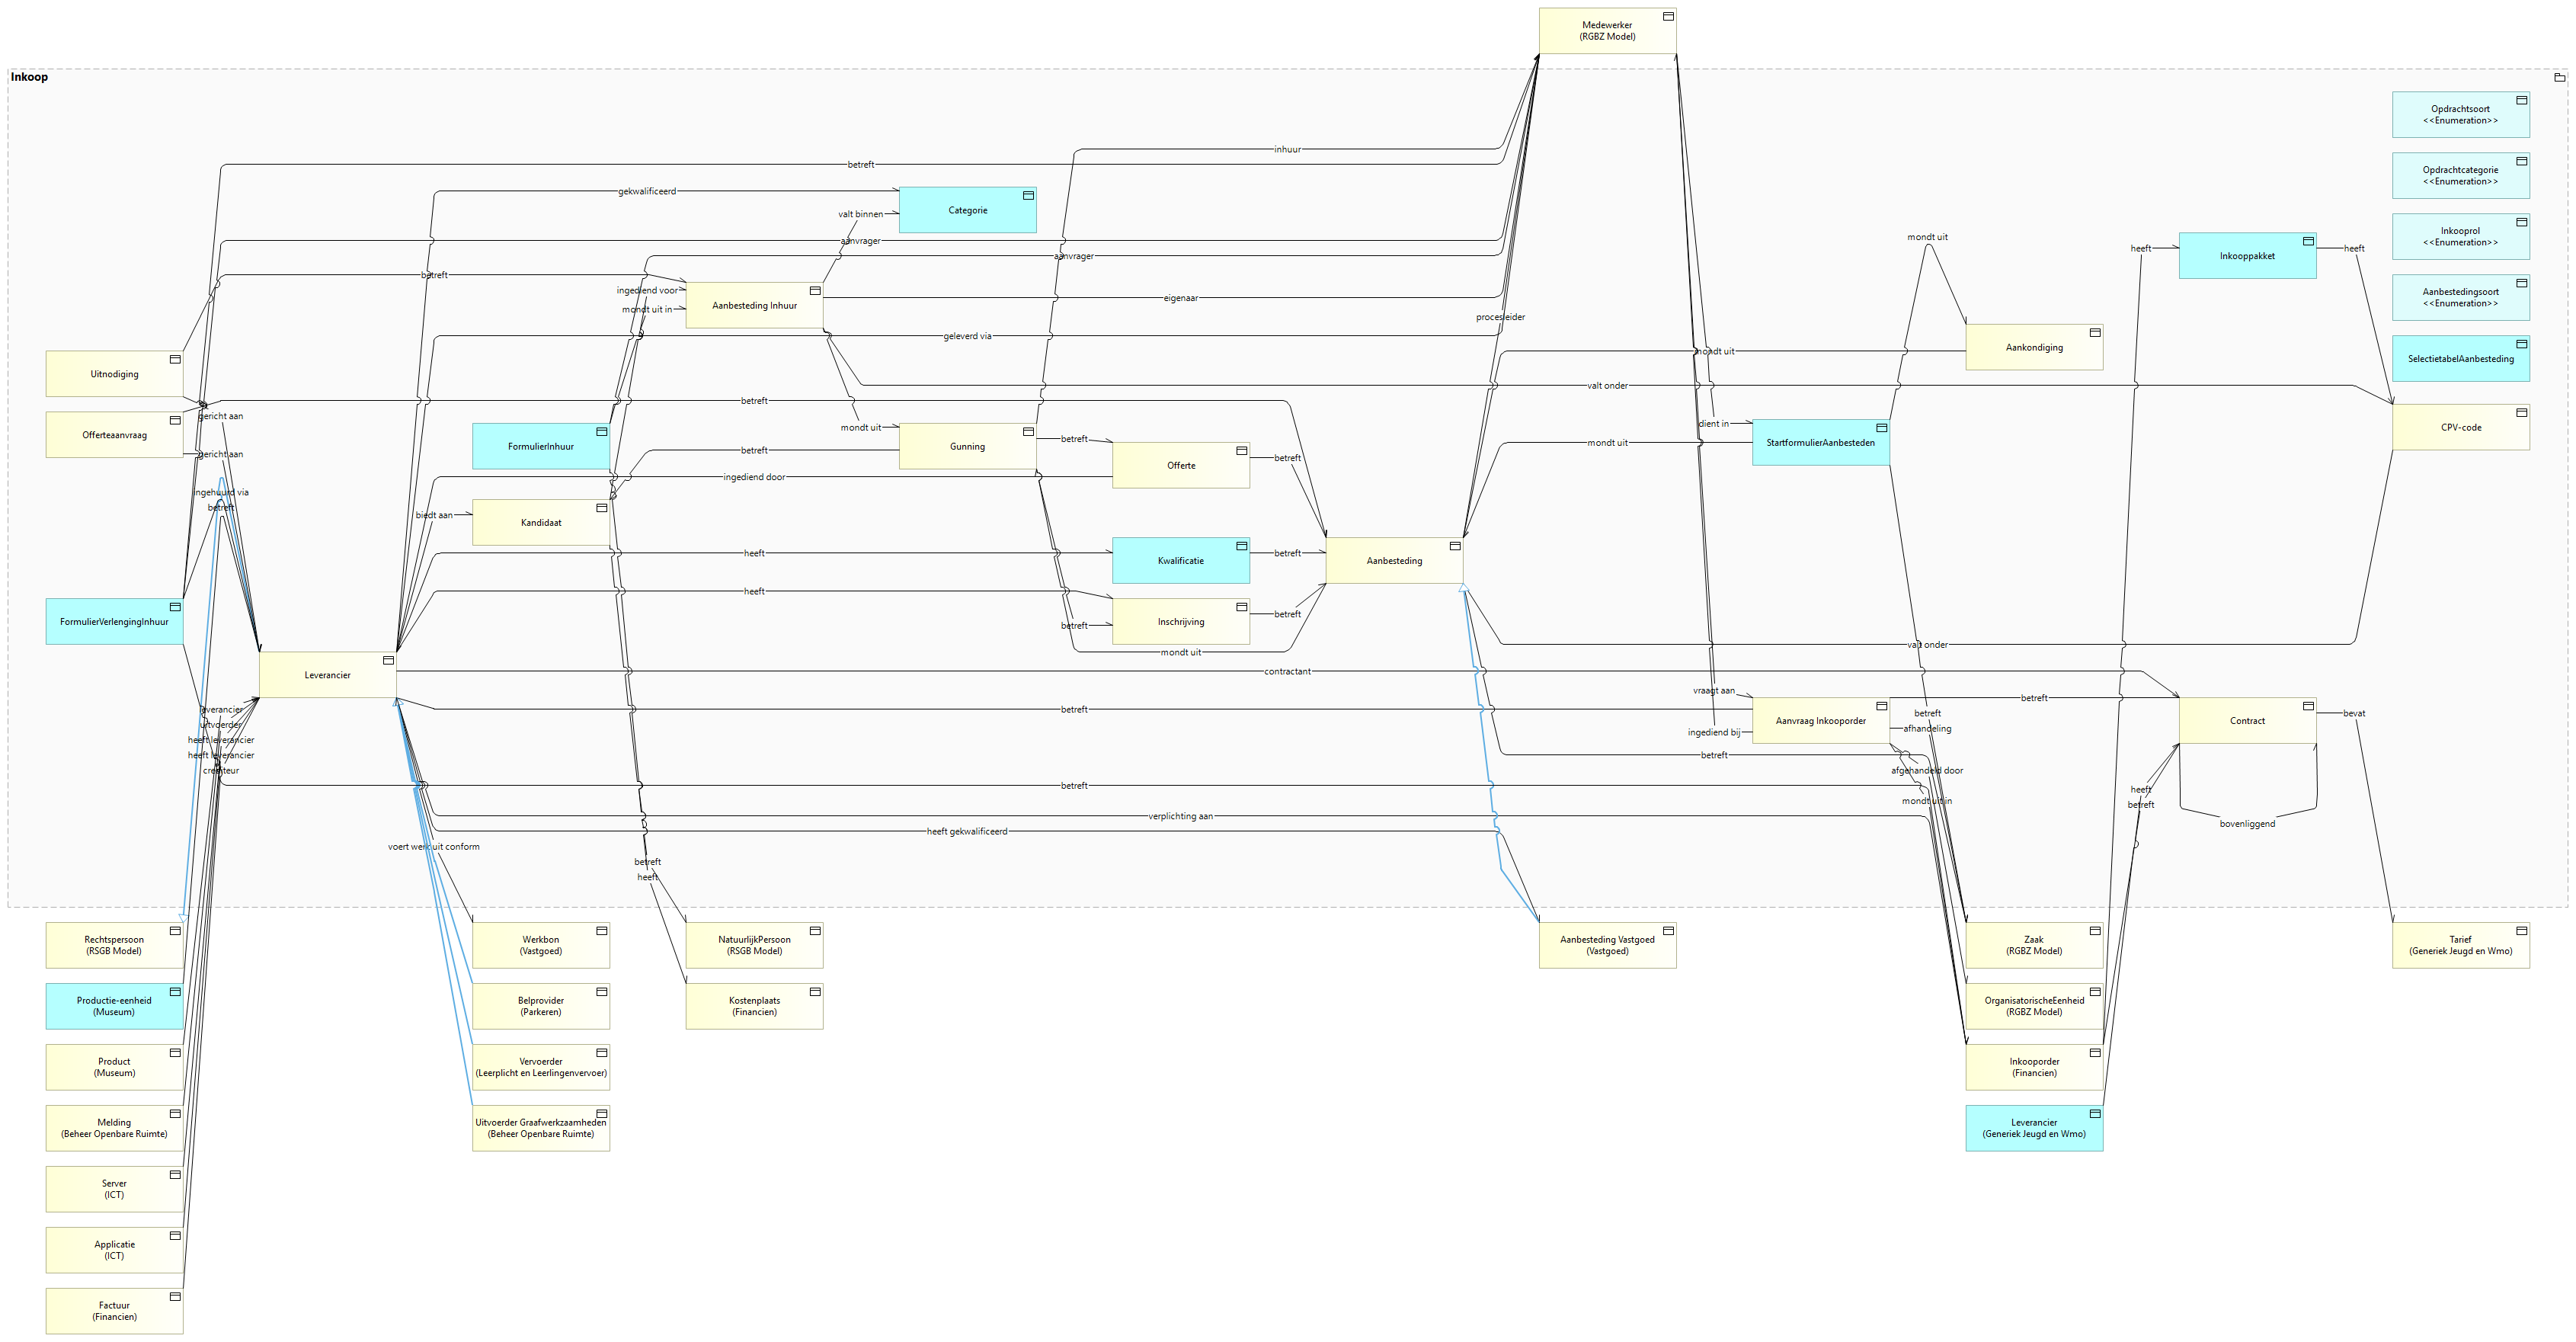 Medewerker
(RGBZ Model)
Inkoop
Opdrachtsoort
<<Enumeration>>
inhuur
betreft
Opdrachtcategorie
<<Enumeration>>
gekwalificeerd
Categorie
valt binnen
Inkooprol
<<Enumeration>>
mondt uit
aanvrager
heeft
Inkooppakket
heeft
aanvrager
betreft
ingediend voor
Aanbesteding Inhuur
eigenaar
mondt uit in
Aanbestedingsoort
<<Enumeration>>
procesleider
geleverd via
Aankondiging
mondt uit
SelectietabelAanbesteding
Uitnodiging
valt onder
betreft
gericht aan
mondt uit
dient in
CPV-code
Offerteaanvraag
FormulierInhuur
Gunning
betreft
StartformulierAanbesteden
mondt uit
betreft
gericht aan
Offerte
betreft
ingediend door
ingehuurd via
betreft
biedt aan
Kandidaat
heeft
Kwalificatie
betreft
Aanbesteding
heeft
FormulierVerlengingInhuur
betreft
Inschrijving
betreft
mondt uit
valt onder
Leverancier
contractant
vraagt aan
betreft
leverancier
betreft
betreft
Aanvraag Inkooporder
Contract
bevat
uitvoerder
ingediend bij
afhandeling
heeft leverancier
heeft leverancier
betreft
crediteur
afgehandeld door
betreft
heeft
mondt uit in
betreft
verplichting aan
bovenliggend
heeft gekwalificeerd
voert werk uit conform
betreft
heeft
Rechtspersoon
(RSGB Model)
Werkbon
(Vastgoed)
NatuurlijkPersoon
(RSGB Model)
Aanbesteding Vastgoed
(Vastgoed)
Zaak
(RGBZ Model)
Tarief
(Generiek Jeugd en Wmo)
Productie-eenheid
(Museum)
Belprovider
(Parkeren)
Kostenplaats
(Financien)
OrganisatorischeEenheid
(RGBZ Model)
Product
(Museum)
Vervoerder
(Leerplicht en Leerlingenvervoer)
Inkooporder
(Financien)
Melding
(Beheer Openbare Ruimte)
Uitvoerder Graafwerkzaamheden
(Beheer Openbare Ruimte)
Leverancier
(Generiek Jeugd en Wmo)
Server
(ICT)
Applicatie
(ICT)
Factuur
(Financien)